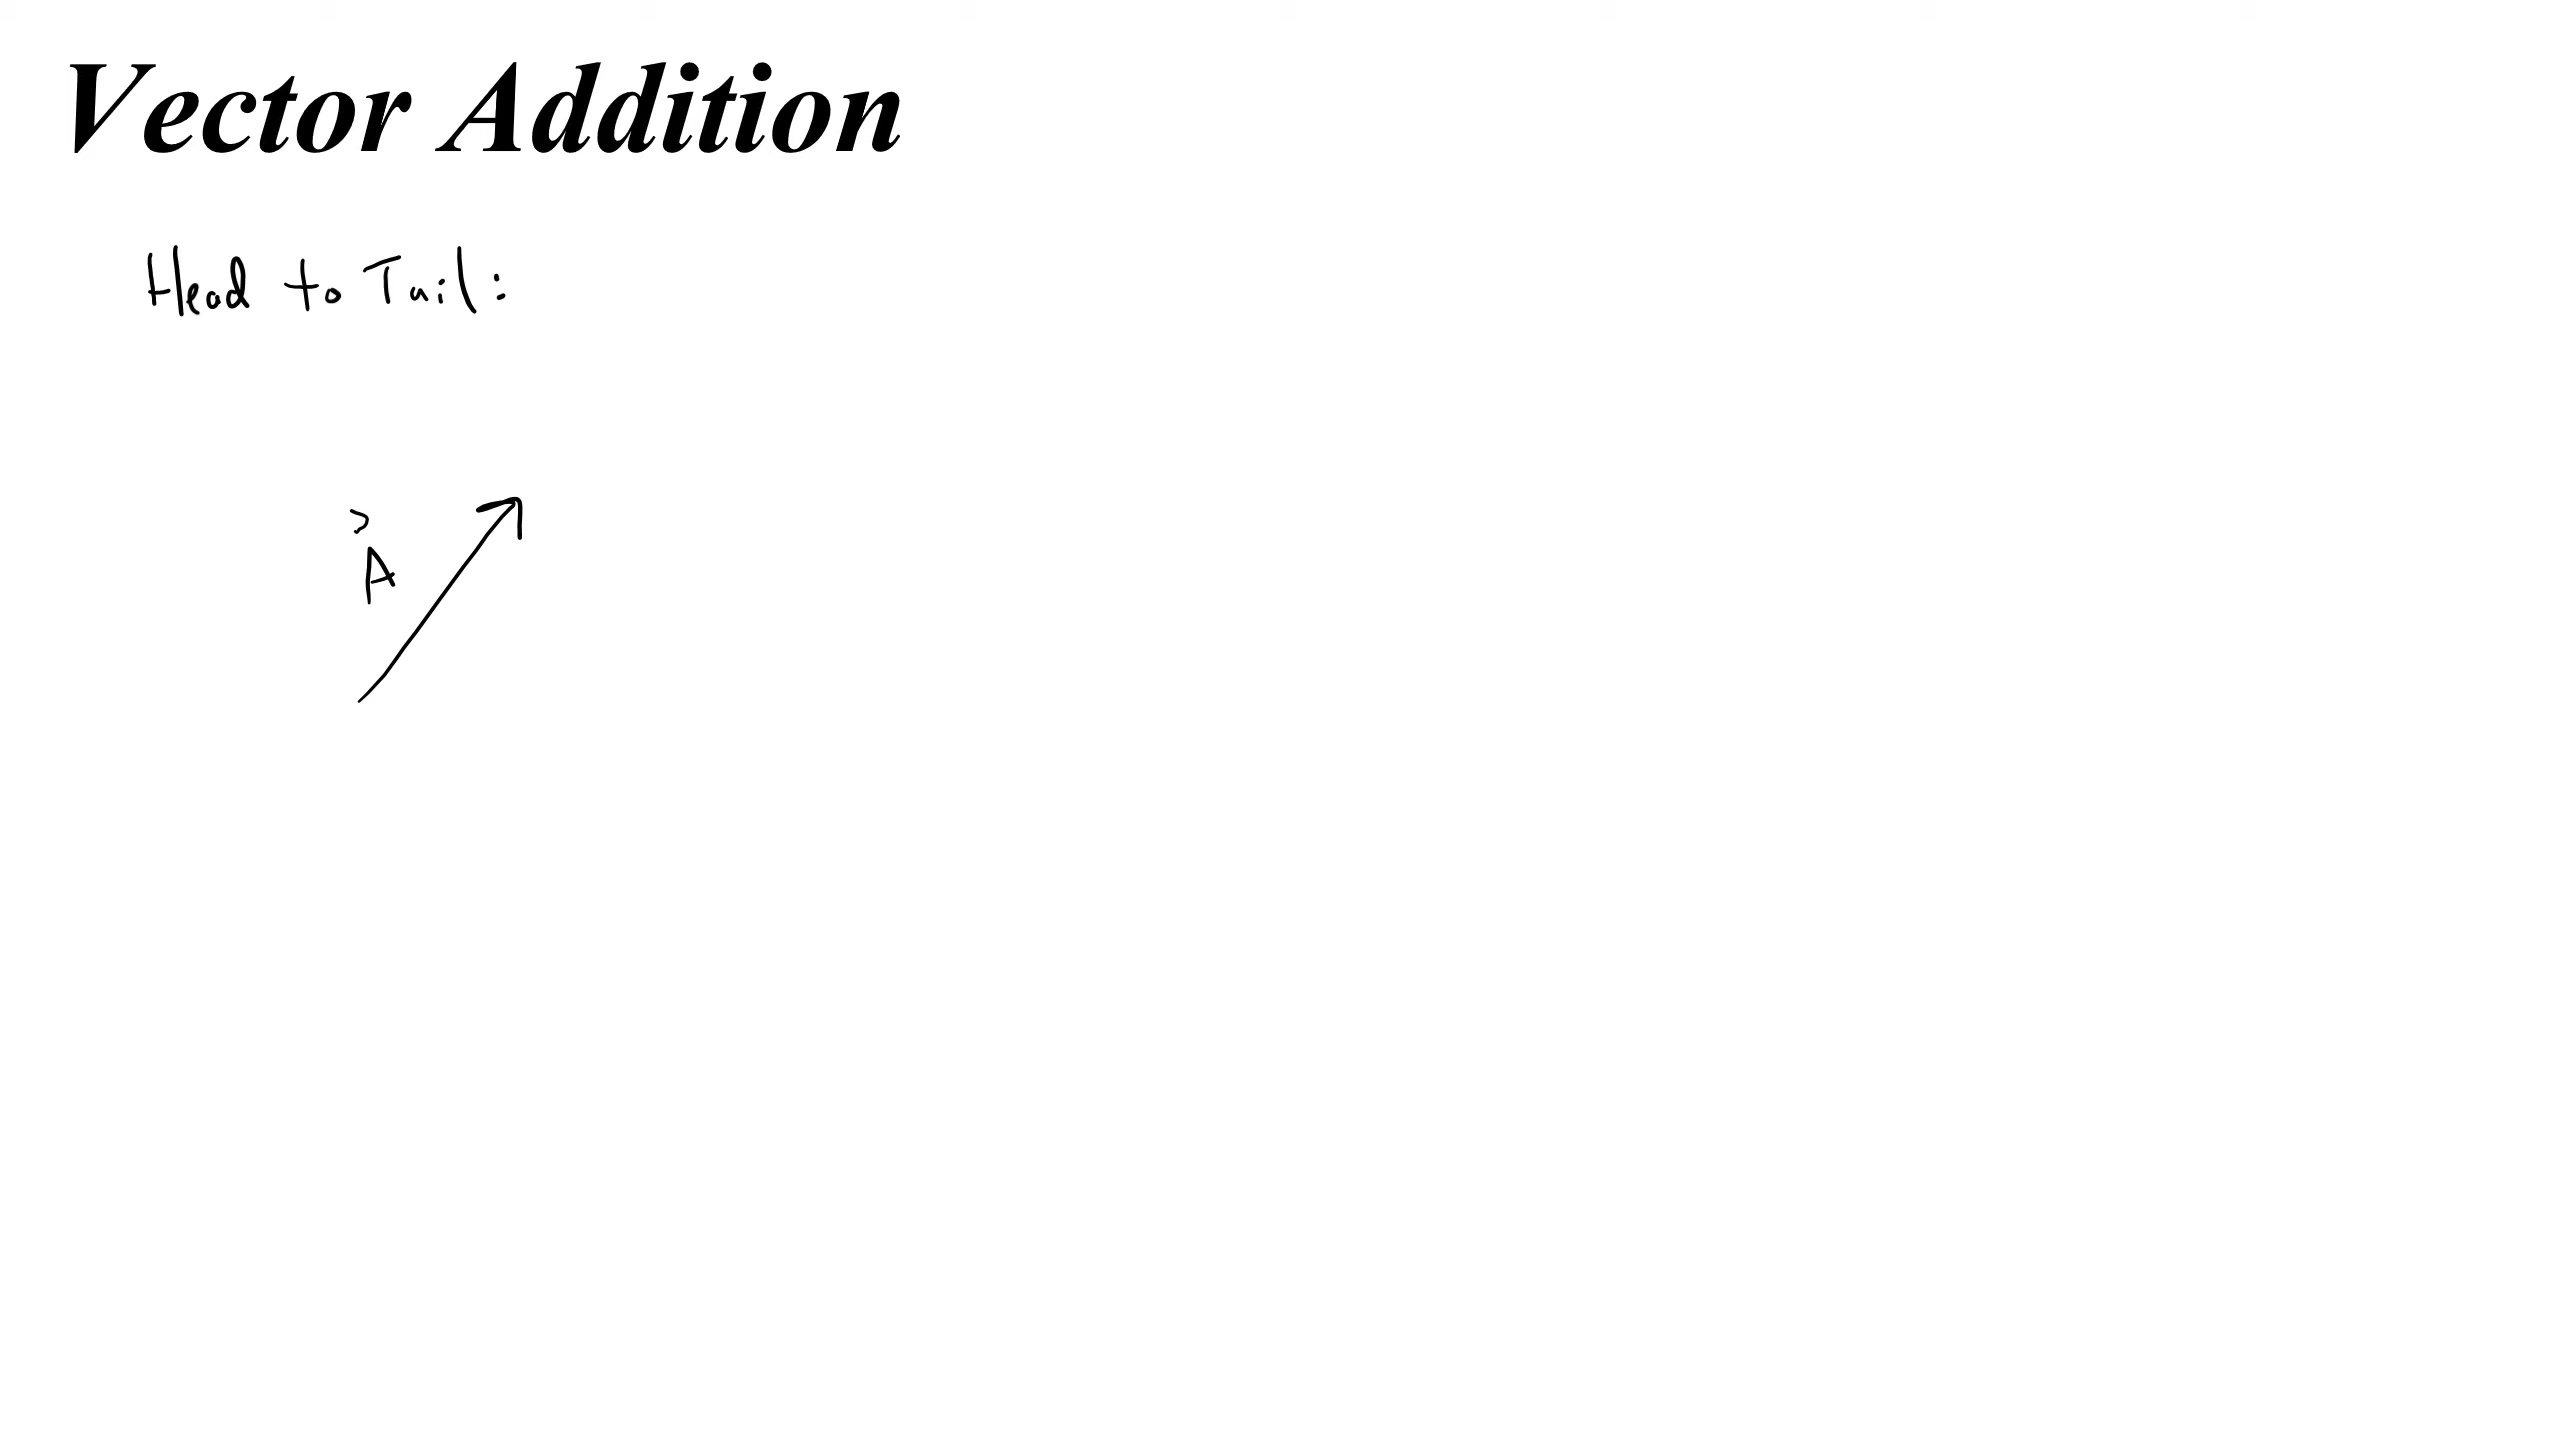 Vector Addition
Head to Tail:
A⃗